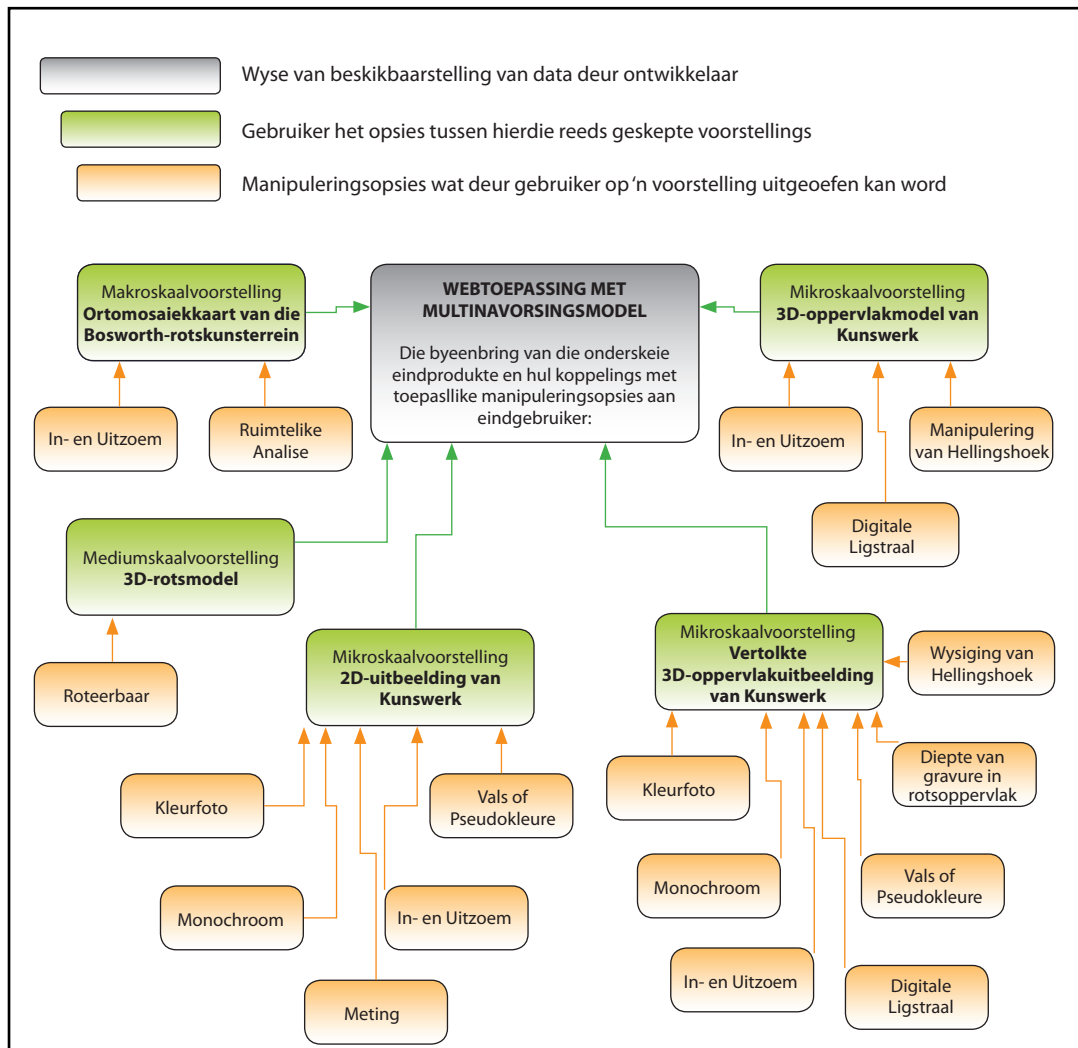 Wyse van beskikbaarstelling van data deur ontwikkelaar
Gebruiker het opsies tussen hierdie reeds geskepte voorstellings
Manipuleringsopsies wat deur gebruiker op ’n voorstelling uitgeoefen kan word
Makroskaalvoorstelling
Ortomosaiekkaart van die
Bosworth-rotskunsterrein
In- en Uitzoem
Ruimtelike
Analise
WEBTOEPASSING MET
MULTINAVORSINGSMODEL
Die byeenbring van die onderskeie
eindprodukte en hul koppelings met
toepasllike manipuleringsopsies aan
eindgebruiker:
Mikroskaalvoorstelling
3D-oppervlakmodel van
Kunswerk
In- en Uitzoem
Manipulering
van Hellingshoek
Digitale
Ligstraal
Mediumskaalvoorstelling
3D-rotsmodel
Roteerbaar
Mikroskaalvoorstelling
2D-uitbeelding van
Kunswerk
Kleurfoto
Vals of
Pseudokleure
Monochroom
In- en Uitzoem
Meting
Mikroskaalvoorstelling
Vertolkte
3D-oppervlakuitbeelding
van Kunswerk
Wysiging van
Hellingshoek
Kleurfoto
Diepte van
gravure in
rotsoppervlak
Monochroom
Vals of
Pseudokleure
In- en Uitzoem
Digitale
Ligstraal